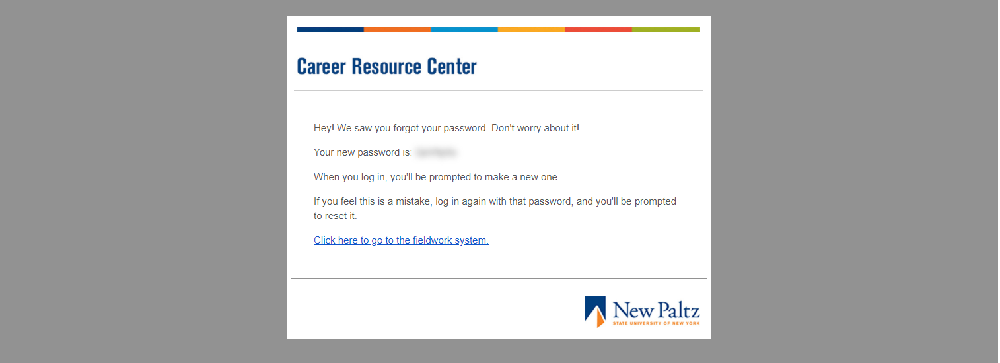 Career Resource Center
Hey! We saw you forgot your password. Don't worry about it!
Your new password is:
When you log in, you'll be prompted to make a new one.
If you feel this is a mistake, log in again with that password, and you'll be prompted
to reset it.
Click here to go to the fieldwork system.
New Paltz
STATE UNIVERSITY OF NEW YORK